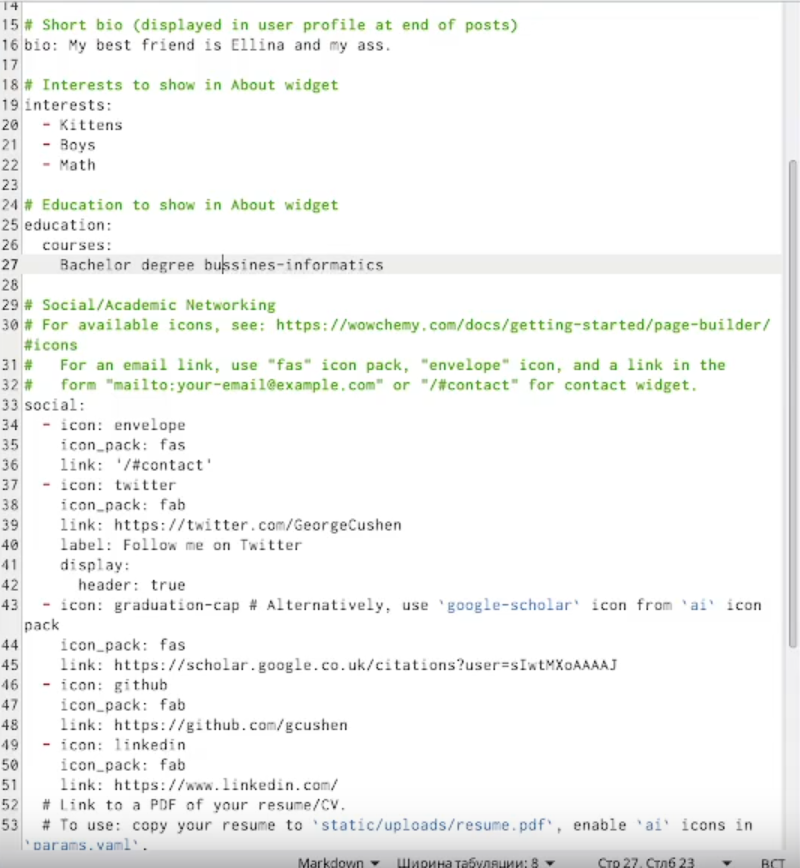 14
15 # Short bio (displayed in user profile at end of posts)
16 bio: My best friend is Ellina and my ass.
17
18 # Interests to show in About widget
19 interests:
20   - Kittens
21   - Boys
22   - Math
23
24 # Education to show in About widget
25 education:
26   courses:
27     Bachelor degree bussines-informatics
28
29 # Social/Academic Networking
30 # For available icons, see: https://wowchemy.com/docs/getting-started/page-builder/
#icons
31 #   For an email link, use "fas" icon pack, "envelope" icon, and a link in the
32 #   form "mailto:your-email@example.com" or "/#contact" for contact widget.
33 social:
34   - icon: envelope
35     icon_pack: fas
36     link: '/#contact'
37   - icon: twitter
38     icon_pack: fab
39     link: https://twitter.com/GeorgeCushen
40     label: Follow me on Twitter
41     display:
42       header: true
43   - icon: graduation-cap # Alternatively, use `google-scholar` icon from `ai` icon
pack
44     icon_pack: fas
45     link: https://scholar.google.co.uk/citations?user=sIwtMXoAAAAJ
46   - icon: github
47     icon_pack: fab
48     link: https://github.com/gcushen
49   - icon: linkedin
50     icon_pack: fab
51     link: https://www.linkedin.com/
52   # Link to a PDF of your resume/CV.
53   # To use: copy your resume to `static/uploads/resume.pdf`, enable `ai` icons in
`params.yaml`.
Markdown Ширина табуляции: 8 Стр 27, Стлб 23 ВСТ